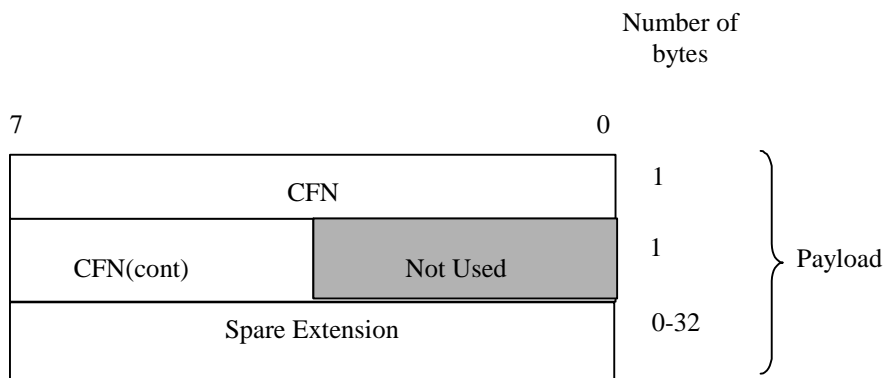 Number of
bytes
7 0
CFN 1
CFN(cont) Not Used 1
Payload
Spare Extension 0-32